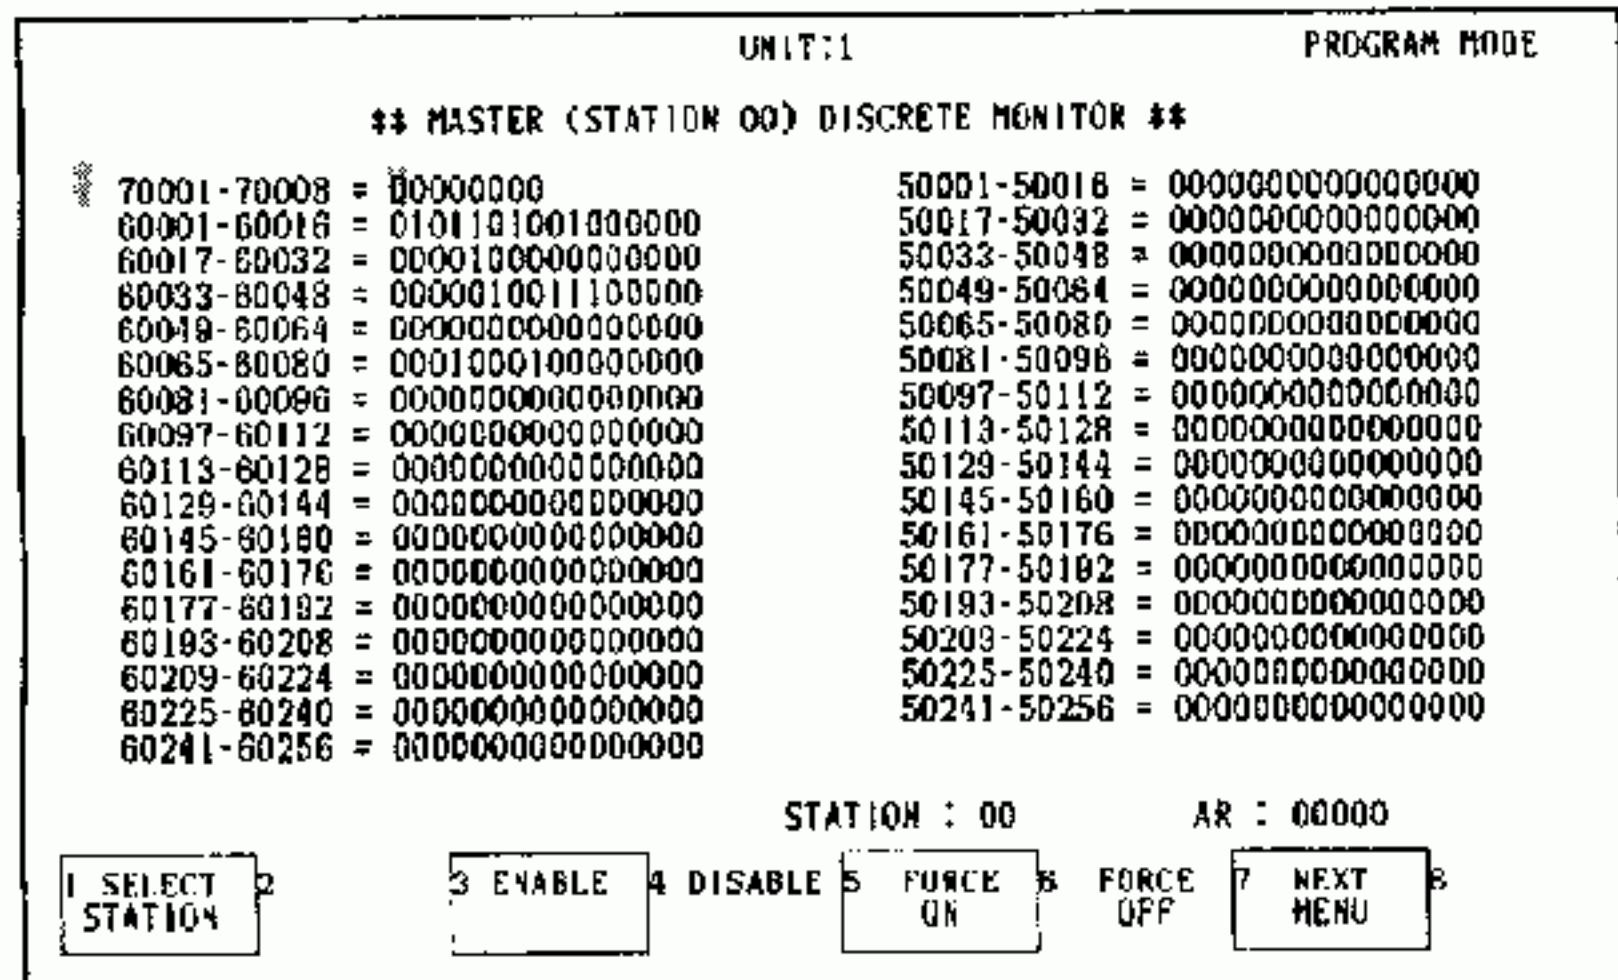 UNIT:1 PROGRAM MODE
** MASTER (STATION 00) DISCRETE MONITOR **
70001-70008 = 00000000 50001-50016 = 0000000000000000
60001-60016 = 0101101001000000 50017-50032 = 0000000000000000
60017-60032 = 0000100000000000 50033-50048 = 0000000000000000
60033-60048 = 0000010011100000 50049-50064 = 0000000000000000
60049-60064 = 0000000000000000 50065-50080 = 0000000000000000
60065-60080 = 0001000100000000 50081-50096 = 0000000000000000
60081-60096 = 0000000000000000 50097-50112 = 0000000000000000
60097-60112 = 0000000000000000 50113-50128 = 0000000000000000
60113-60128 = 0000000000000000 50129-50144 = 0000000000000000
60129-60144 = 0000000000000000 50145-50160 = 0000000000000000
60145-60160 = 0000000000000000 50161-50176 = 0000000000000000
60161-60176 = 0000000000000000 50177-50192 = 0000000000000000
60177-60192 = 0000000000000000 50193-50208 = 0000000000000000
60193-60208 = 0000000000000000 50209-50224 = 0000000000000000
60209-60224 = 0000000000000000 50225-50240 = 0000000000000000
60225-60240 = 0000000000000000 50241-50256 = 0000000000000000
60241-60256 = 0000000000000000
STATION : 00 AR : 00000
1 SELECT STATION
2
3 ENABLE
4 DISABLE
5 FORCE ON
6 FORCE OFF
7 NEXT MENU
8